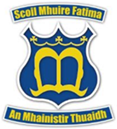 Scoil Mhuire Fatima
M
An Mhainistir Thuaidh